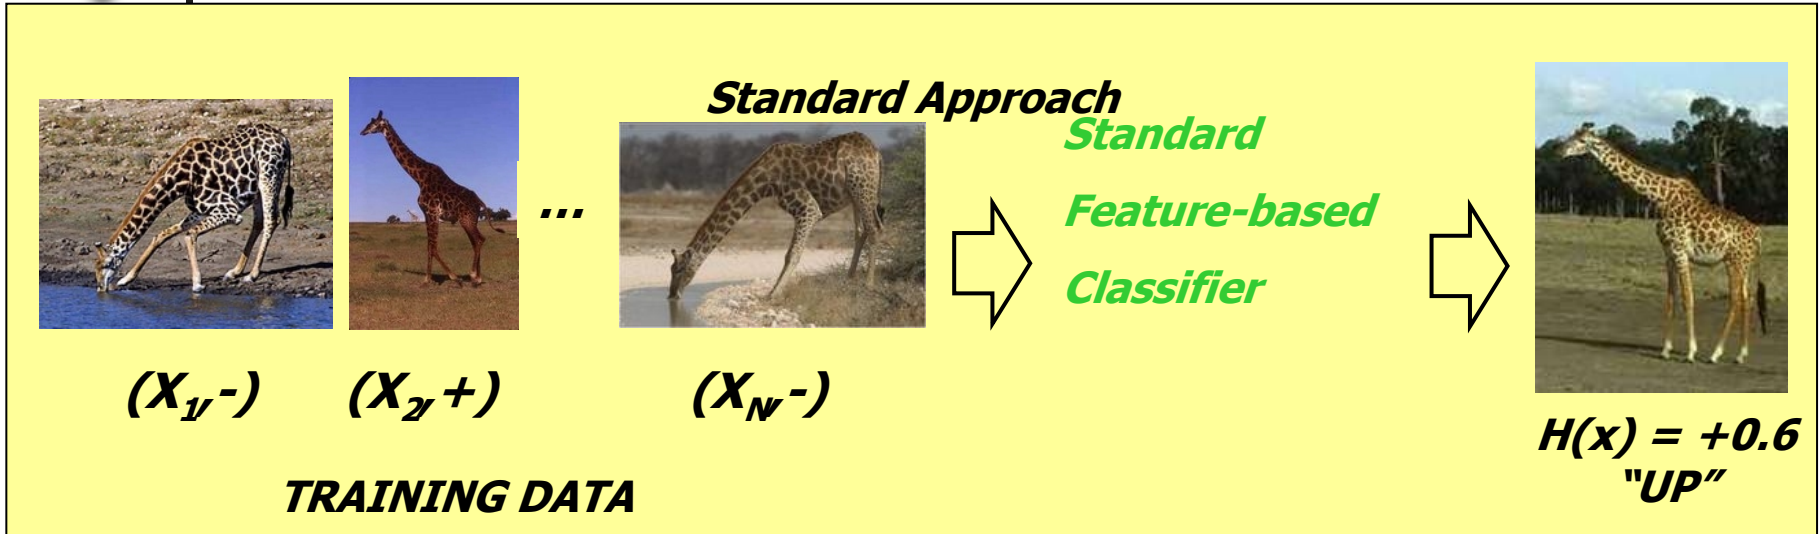 Standard Approach
Standard
Feature-based
Classifier
...
(X1,-)
(X2,+)
(XN,-)
H(x) = +0.6
“UP”
TRAINING DATA